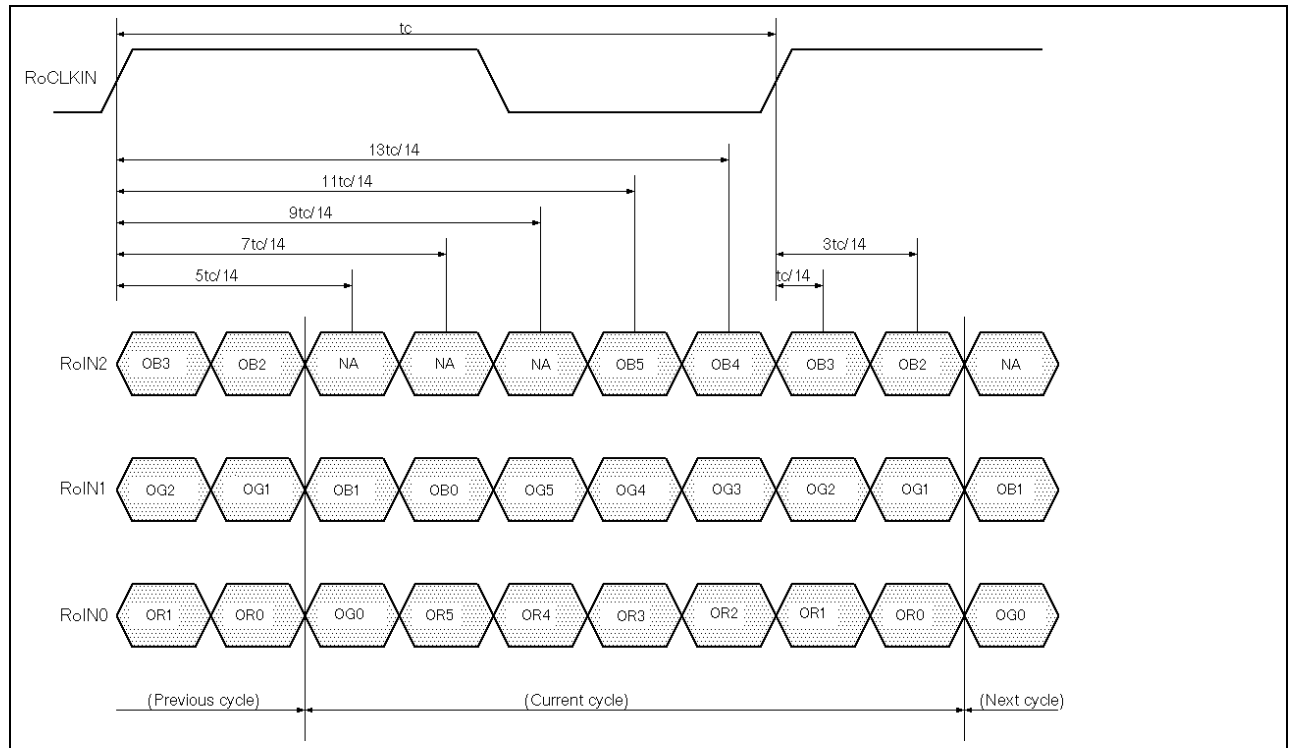 tc
RoCLKIN
13tc/14
11tc/14
9tc/14
7tc/14
3tc/14
5tc/14
tc/14
RoIN2 OB3 OB2 NA NA NA OB5 OB4 OB3 OB2 NA
RoIN1 OG2 OG1 OB1 OB0 OG5 OG4 OG3 OG2 OG1 OB1
RoIN0 OR1 OR0 OG0 OR5 OR4 OR3 OR2 OR1 OR0 OG0
(Previous cycle) (Current cycle) (Next cycle)